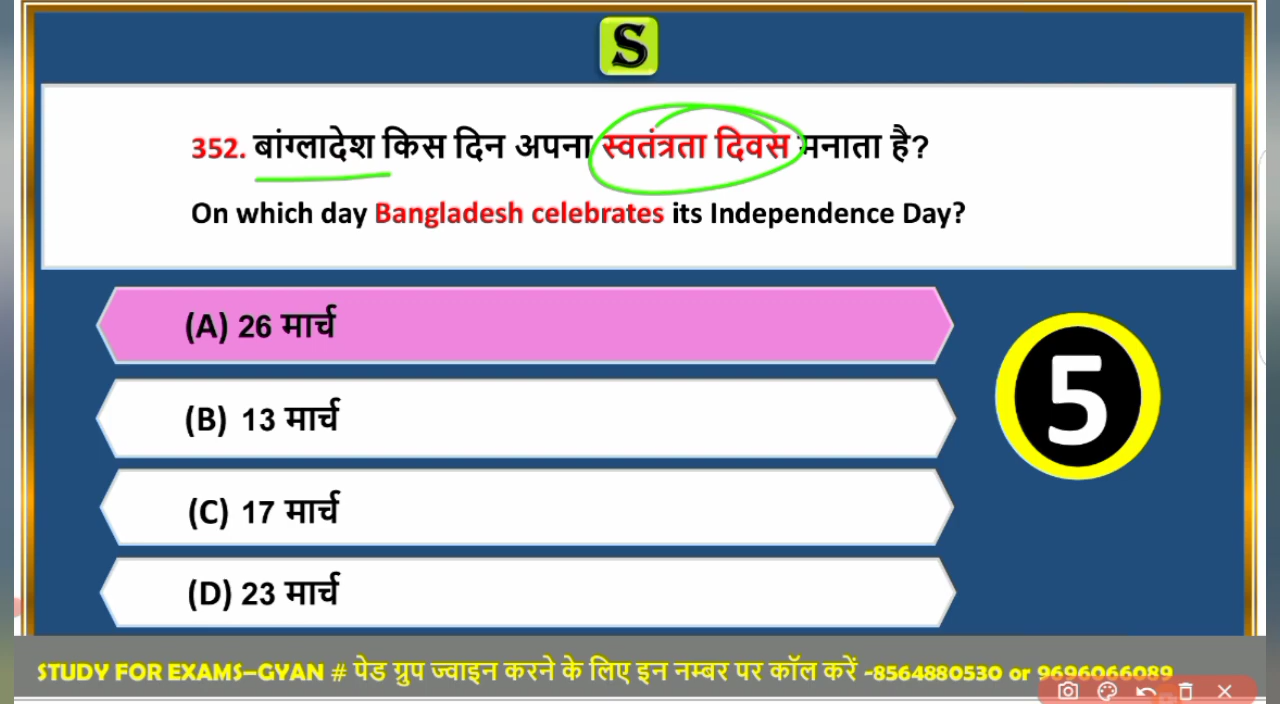 S
352. बांग्लादेश किस दिन अपना स्वतंत्रता दिवस मनाता है?
On which day Bangladesh celebrates its Independence Day?
(A) 26 मार्च
(B) 13 मार्च
5
(C) 17 मार्च
(D) 23 मार्च
STUDY FOR EXAMS–GYAN # पेड ग्रुप ज्वाइन करने के लिए इन नम्बर पर कॉल करें -8564880530 or 9696066089